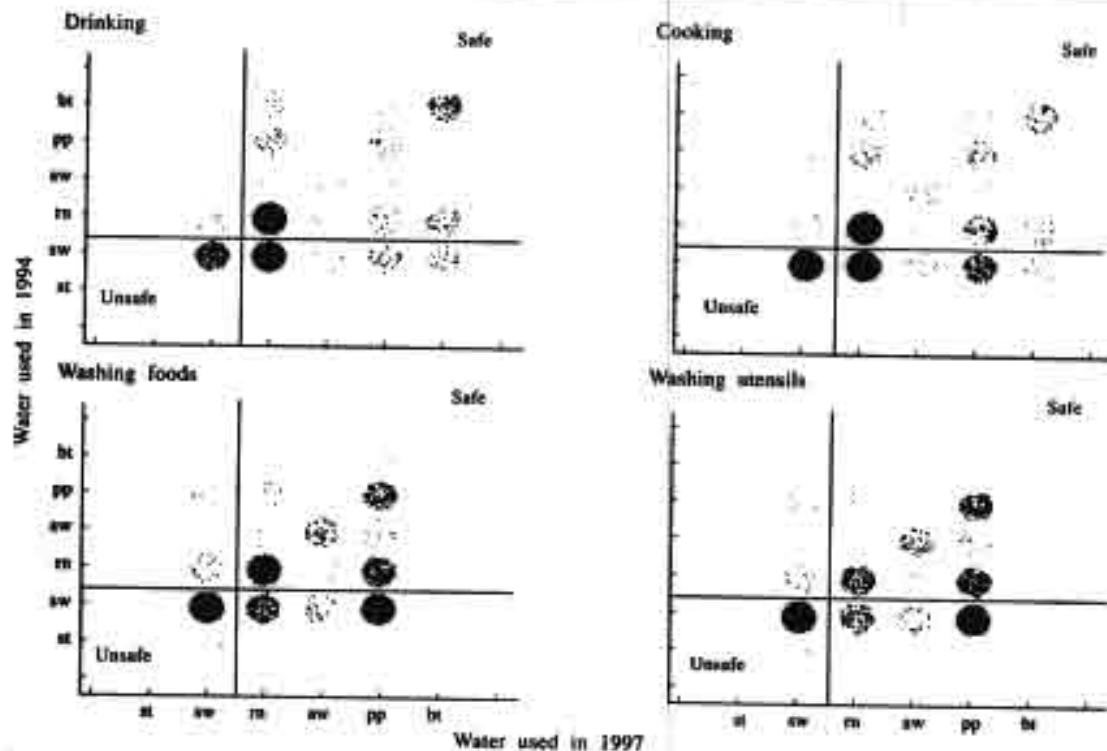 Drinking
Safe
bt
pp
aw
rn
sw
st
Unsafe
Cooking
Safe
Unsafe
Water used in 1994
Washing foods
Safe
bt
pp
aw
rn
sw
st
Unsafe
st sw rn aw pp bt
Washing utensils
Safe
Unsafe
st sw rn aw pp bt
Water used in 1997